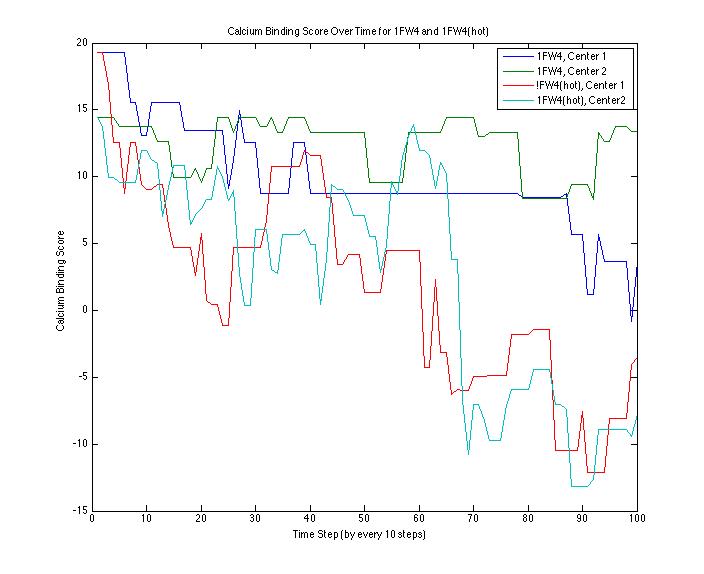 Calcium Binding Score Over Time for 1FW4 and 1FW4(hot)
1FW4, Center 1
1FW4, Center 2
!FW4(hot), Center 1
1FW4(hot), Center2
Calcium Binding Score
20
15
10
5
0
-5
-10
-15
0 10 20 30 40 50 60 70 80 90 100
Time Step (by every 10 steps)